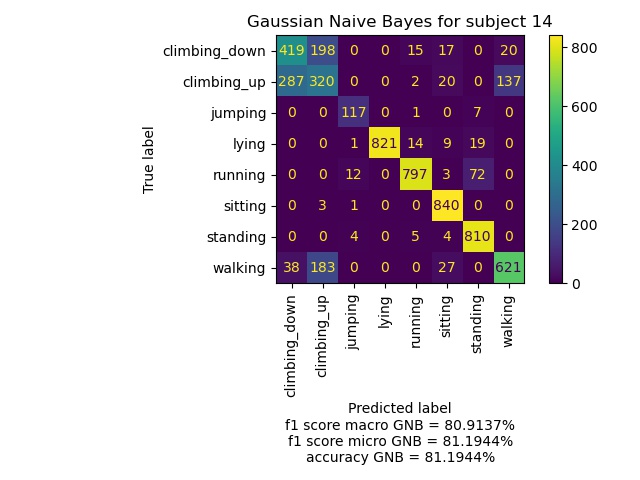 Gaussian Naive Bayes for subject 14
climbing_down 419 198 0 0 15 17 0 20
climbing_up 287 320 0 0 2 20 0 137
jumping 0 0 117 0 1 0 7 0
lying 0 0 1 821 14 9 19 0
running 0 0 12 0 797 3 72 0
sitting 0 3 1 0 0 840 0 0
standing 0 0 4 0 5 4 810 0
walking 38 183 0 0 0 27 0 621
True label
800
600
400
200
0
climbing_down
climbing_up
jumping
lying
running
sitting
standing
walking
Predicted label
f1 score macro GNB = 80.9137%
f1 score micro GNB = 81.1944%
accuracy GNB = 81.1944%